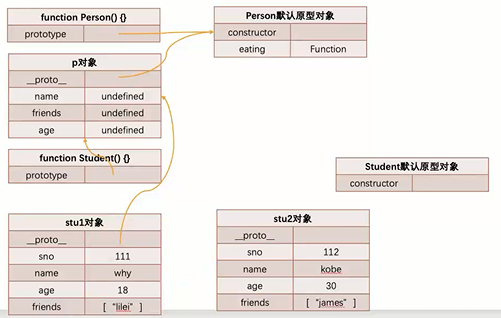 function Person() {}
prototype
Person默认原型对象
constructor
eating Function
p对象
__proto__
name undefined
friends undefined
age undefined
function Student() {}
prototype
Student默认原型对象
constructor
stu1对象
__proto__
sno 111
name why
age 18
friends [ "lilei" ]
stu2对象
__proto__
sno 112
name kobe
age 30
friends [ "james" ]